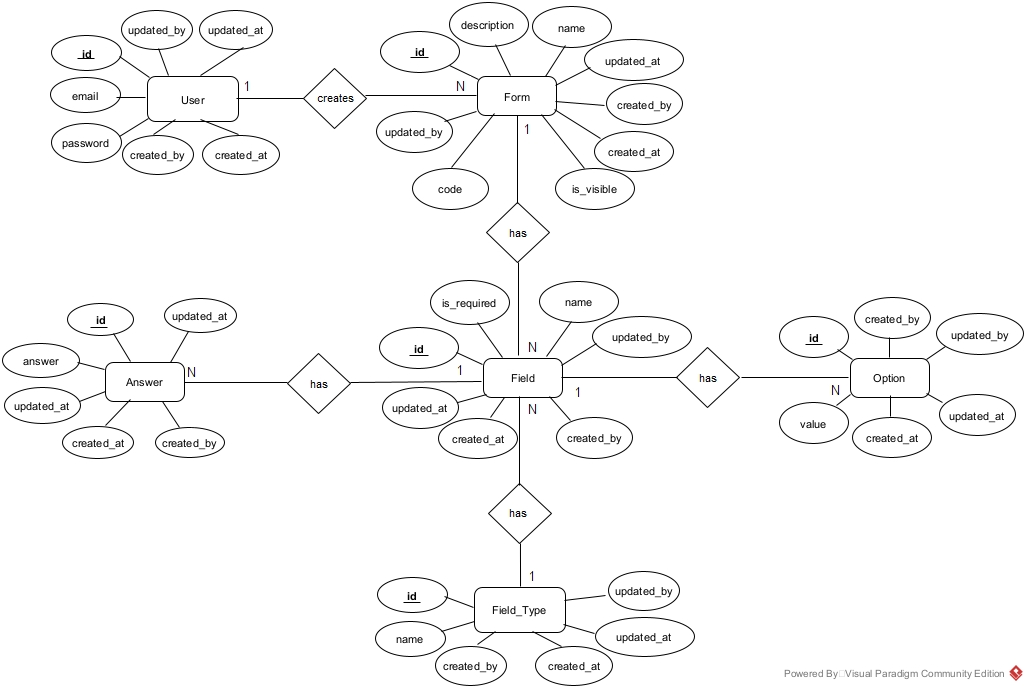 updated_by
updated_at
id
email
password
User
created_by
created_at
1
creates
N
description
name
id
updated_at
Form
created_by
updated_by
1
created_at
code
is_visible
has
is_required
name
id
N
updated_by
1
Field
updated_at
N
1
created_at
created_by
id
updated_at
answer
Answer
N
updated_at
created_at
created_by
has
has
id
created_by
updated_by
Option
N
value
updated_at
created_at
has
1
id
updated_by
Field_Type
name
updated_at
created_by
created_at
Powered By Visual Paradigm Community Edition